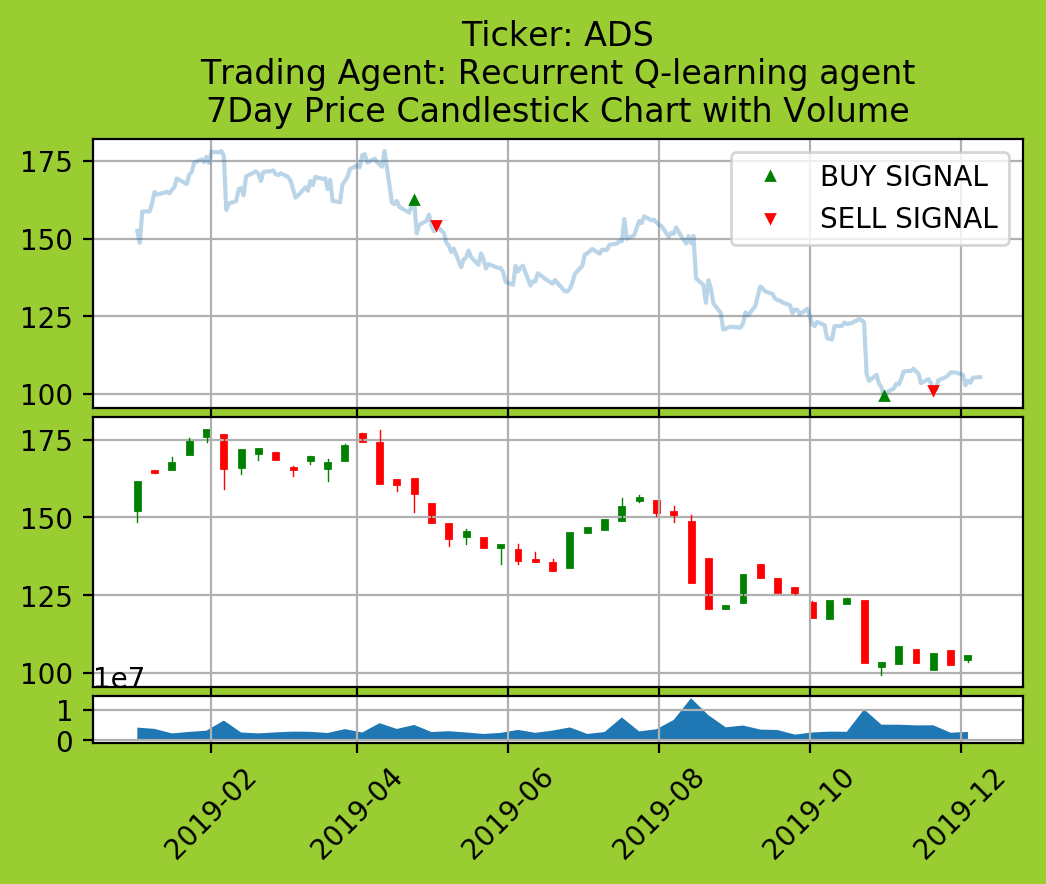 Ticker: ADS
Trading Agent: Recurrent Q-learning agent
7Day Price Candlestick Chart with Volume
175
150
125
100
BUY SIGNAL
SELL SIGNAL
175
150
125
100
1e7
1
0
2019-02
2019-04
2019-06
2019-08
2019-10
2019-12